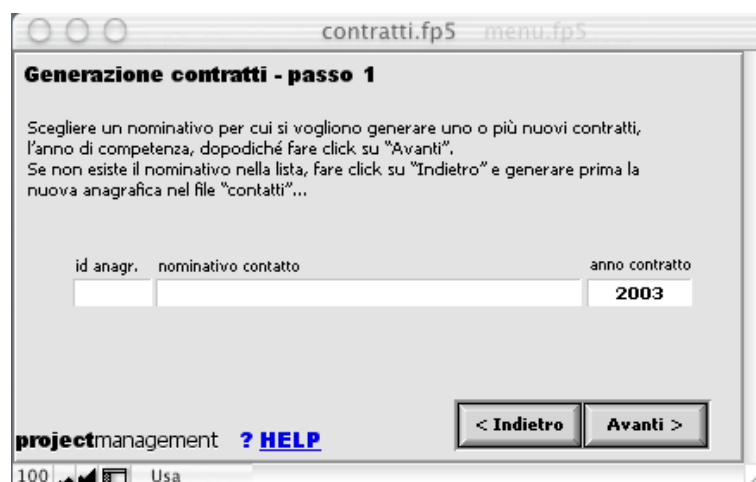 contratti.fp5 menu.fp5
Generazione contratti - passo 1
Scegliere un nominativo per cui si vogliono generare uno o più nuovi contratti,
l'anno di competenza, dopodiché fare click su "Avanti".
Se non esiste il nominativo nella lista, fare click su "Indietro" e generare prima la
nuova anagrafica nel file "contatti"...
id anagr. nominativo contatto anno contratto
2003
< Indietro Avanti >
projectmanagement ? HELP
100 Usa